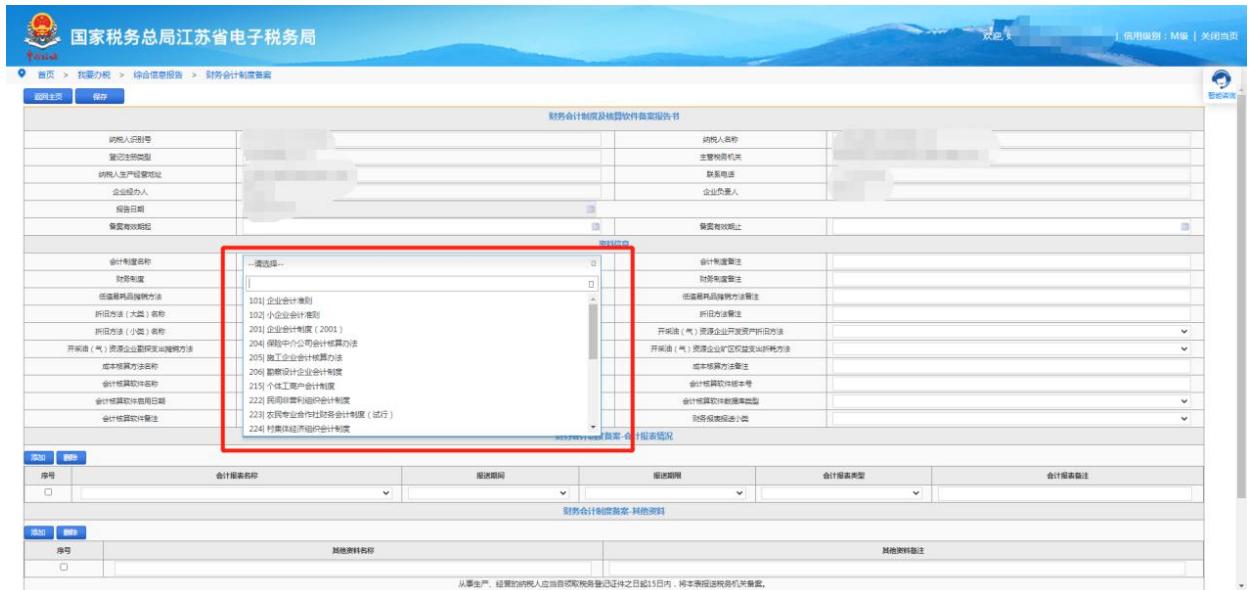 国家税务总局江苏省电子税务局
欢迎, 信用级别：M级 | 关闭当页
首页 > 我要办税 > 综合信息报告 > 财务会计制度备案
智能咨询
返回主页 保存
财务会计制度及核算软件备案报告书
纳税人识别号 纳税人名称
登记注册类型 主管税务机关
纳税人生产经营地址 联系电话
企业经办人 企业负责人
报告日期
备案有效期起 备案有效期止
资料信息
会计制度名称 --请选择-- 会计制度备注
财务制度 财务制度备注
101| 企业会计准则
102| 小企业会计准则
201| 企业会计制度（2001）
204| 保险中介公司会计核算办法
205| 施工企业会计核算办法
206| 勘察设计企业会计制度
215| 个体工商户会计制度
222| 民间非营利组织会计制度
223| 农民专业合作社财务会计制度（试行）
224| 村集体经济组织会计制度
低值易耗品摊销方法 低值易耗品摊销方法备注
折旧方法（大类）名称 折旧方法备注
折旧方法（小类）名称 开采油（气）资源企业开发资产折旧方法
开采油（气）资源企业勘探支出摊销方法 开采油（气）资源企业矿区权益支出折耗方法
成本核算方法名称 成本核算方法备注
会计核算软件名称 会计核算软件版本号
会计核算软件启用日期 会计核算软件数据库类型
会计核算软件备注 财务报表报送小类
财务会计制度备案-会计报表情况
添加 删除
序号 会计报表名称 报送期间 报送期限 会计报表类型 会计报表备注
财务会计制度备案-其他资料
添加 删除
序号 其他资料名称 其他资料备注
从事生产、经营的纳税人应当自领取税务登记证件之日起15日内，将本表报送税务机关备案。